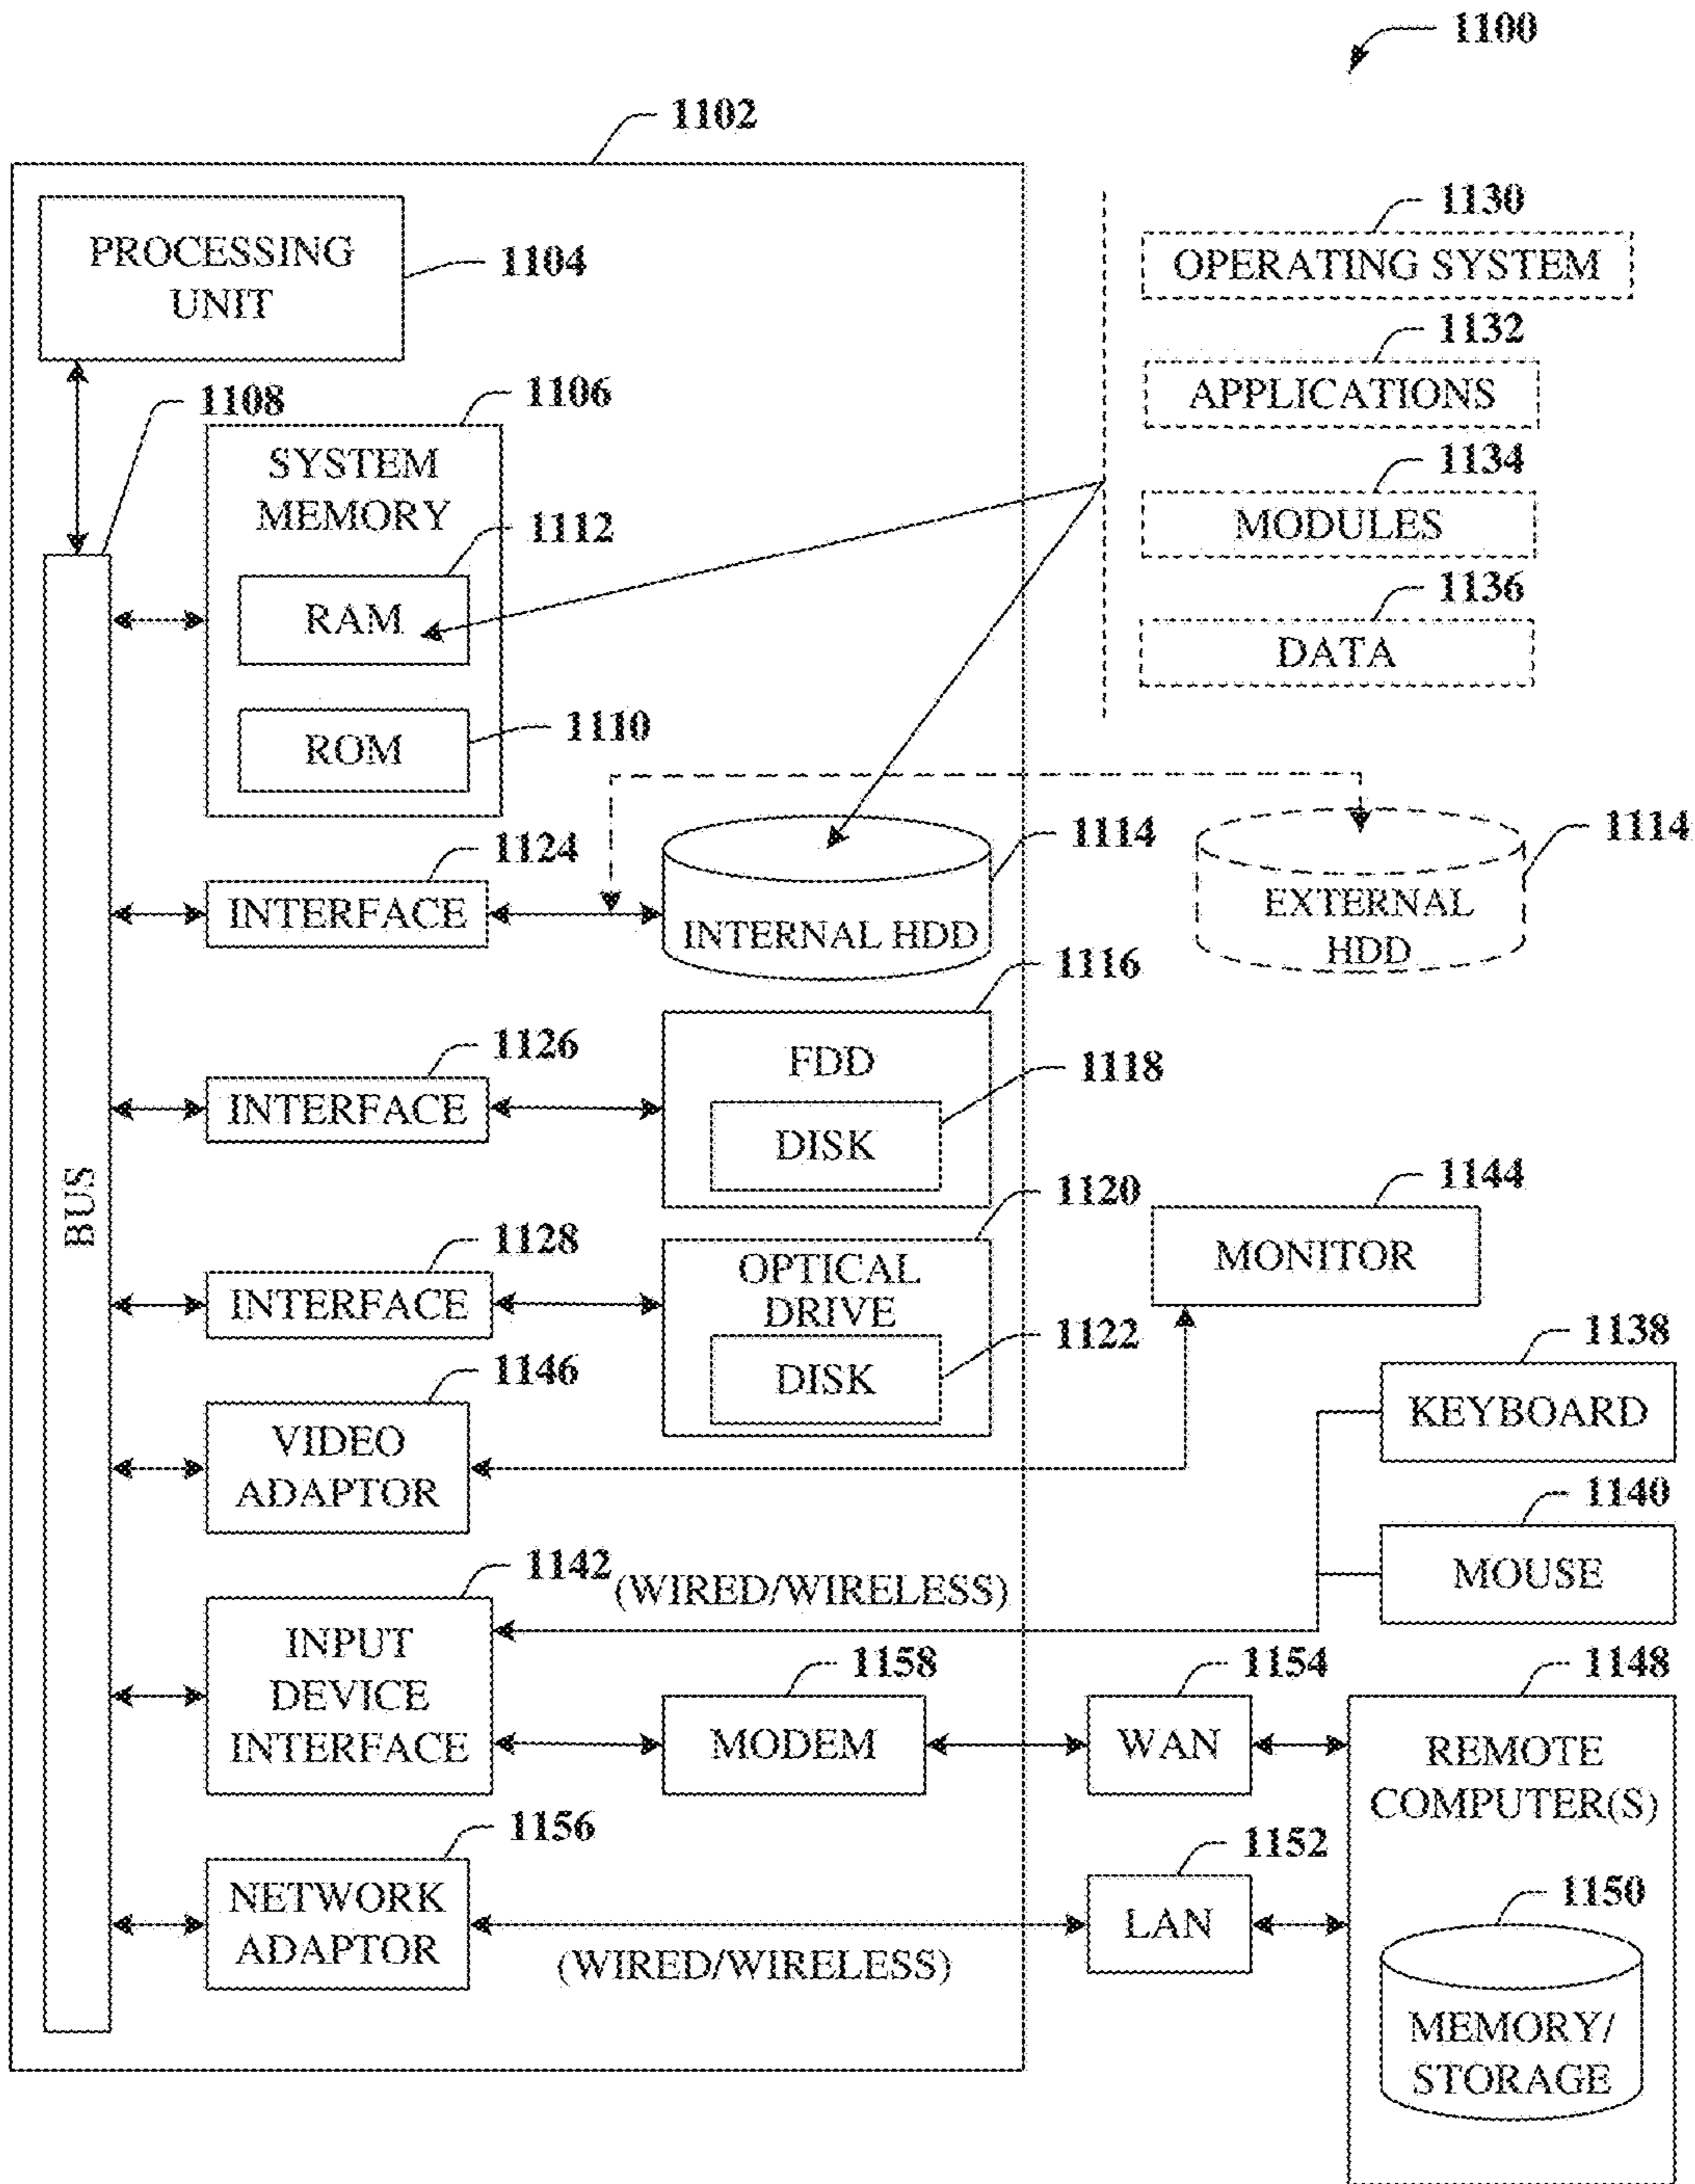 1100
1102
PROCESSING
UNIT
1104
1130
OPERATING SYSTEM
1132
APPLICATIONS
1134
MODULES
1136
DATA
1108
1106
SYSTEM
MEMORY
1112
RAM
1110
ROM
1124
INTERFACE
1114
INTERNAL HDD
1114
EXTERNAL
HDD
1126
INTERFACE
1116
FDD
1118
DISK
BUS
1128
INTERFACE
1120
OPTICAL
DRIVE
1122
DISK
1144
MONITOR
1146
VIDEO
ADAPTOR
1138
KEYBOARD
1140
MOUSE
1142
(WIRED/WIRELESS)
INPUT
DEVICE
INTERFACE
1158
MODEM
1154
WAN
1148
REMOTE
COMPUTER(S)
1156
NETWORK
ADAPTOR
(WIRED/WIRELESS)
1152
LAN
1150
MEMORY/
STORAGE